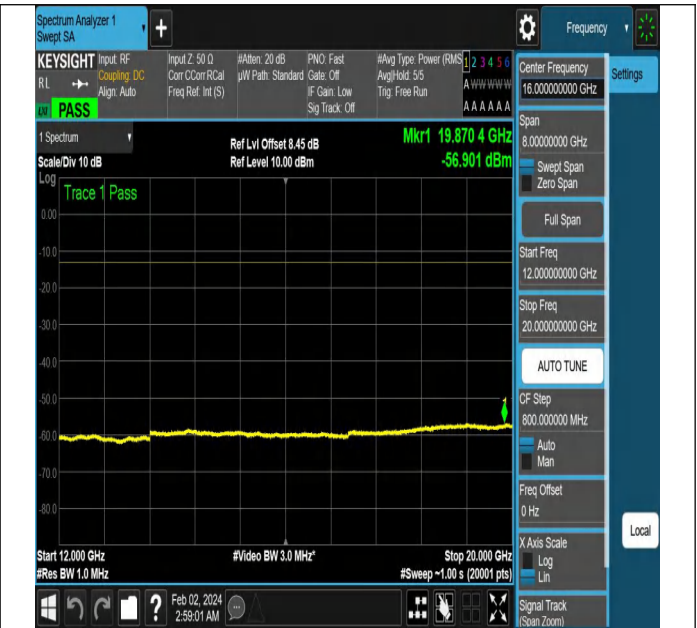 Spectrum Analyzer 1
Swept SA
+
Frequency
KEYSIGHT
RL
Input: RF
Coupling: DC
Align: Auto
Input Z: 50 Ω
Corr CCorr RCal
Freq Ref: Int (S)
#Atten: 20 dB
µW Path: Standard
PNO: Fast
Gate: Off
IF Gain: Low
Sig Track: Off
#Avg Type: Power (RMS
Avg|Hold: 5/5
Trig: Free Run
1 2 3 4 5 6
A W W W W W
A A A A A A
PASS
1 Spectrum
Scale/Div 10 dB
Ref Lvl Offset 8.45 dB
Ref Level 10.00 dBm
Mkr1 19.870 4 GHz
-56.901 dBm
Log
Trace 1 Pass
0.00
-10.0
-20.0
-30.0
-40.0
-50.0
-60.0
-70.0
-80.0
1
Start 12.000 GHz
#Res BW 1.0 MHz
#Video BW 3.0 MHz*
Stop 20.000 GHz
#Sweep ~1.00 s (20001 pts)
Feb 02, 2024
2:59:01 AM
?
Settings
Center Frequency
16.000000000 GHz
Span
8.00000000 GHz
Swept Span
Zero Span
Full Span
Start Freq
12.000000000 GHz
Stop Freq
20.000000000 GHz
AUTO TUNE
CF Step
800.000000 MHz
Auto
Man
Freq Offset
0 Hz
X Axis Scale
Log
Lin
Signal Track
(Span Zoom)
Local